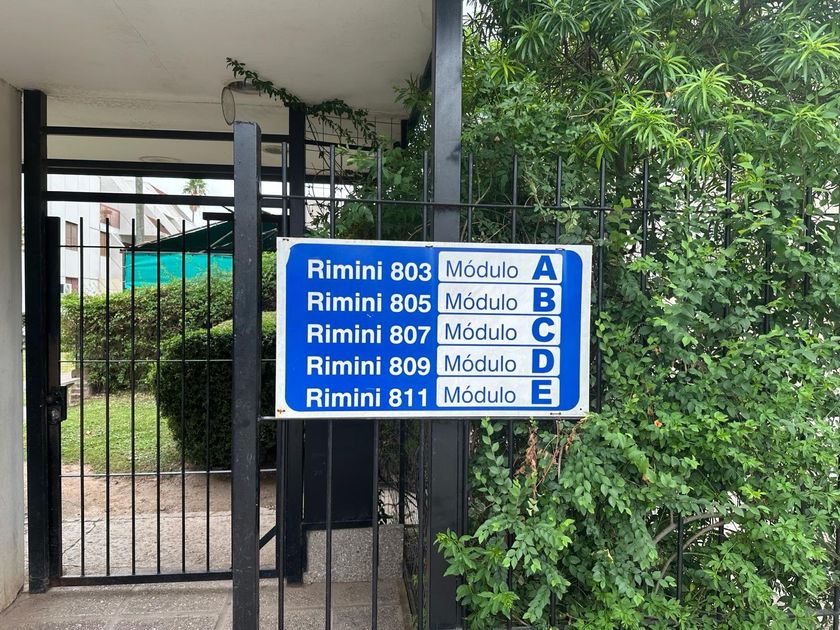 Rimini 803 Módulo A
Rimini 805 Módulo B
Rimini 807 Módulo C
Rimini 809 Módulo D
Rimini 811 Módulo E